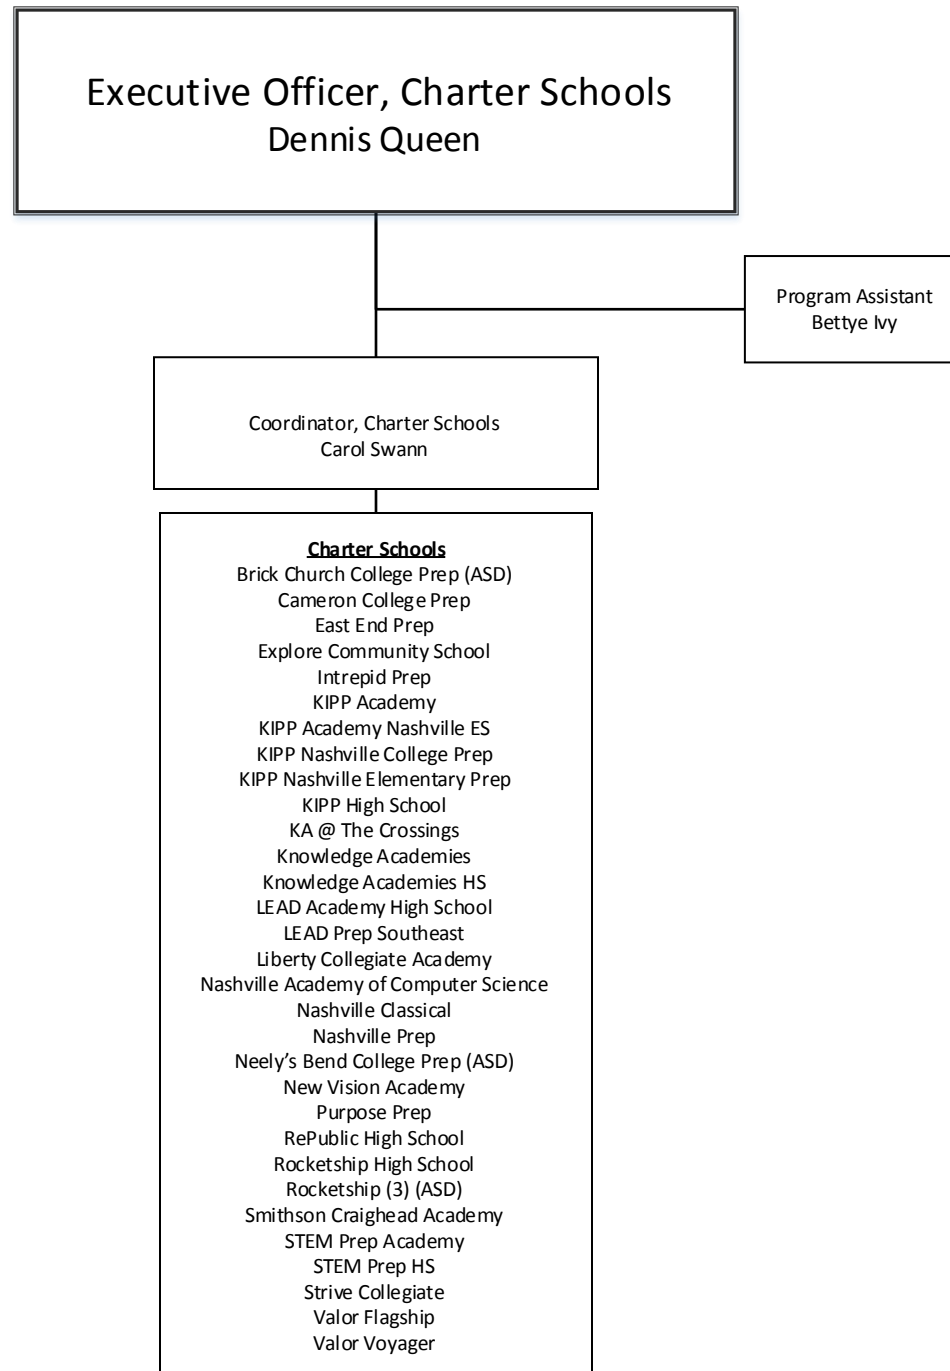 Executive Officer, Charter Schools
Dennis Queen
Program Assistant
Bettye Ivy
Coordinator, Charter Schools
Carol Swann
Charter Schools
Brick Church College Prep (ASD)
Cameron College Prep
East End Prep
Explore Community School
Intrepid Prep
KIPP Academy
KIPP Academy Nashville ES
KIPP Nashville College Prep
KIPP Nashville Elementary Prep
KIPP High School
KA @ The Crossings
Knowledge Academies
Knowledge Academies HS
LEAD Academy High School
LEAD Prep Southeast
Liberty Collegiate Academy
Nashville Academy of Computer Science
Nashville Classical
Nashville Prep
Neely’s Bend College Prep (ASD)
New Vision Academy
Purpose Prep
RePublic High School
Rocketship High School
Rocketship (3) (ASD)
Smithson Craighead Academy
STEM Prep Academy
STEM Prep HS
Strive Collegiate
Valor Flagship
Valor Voyager